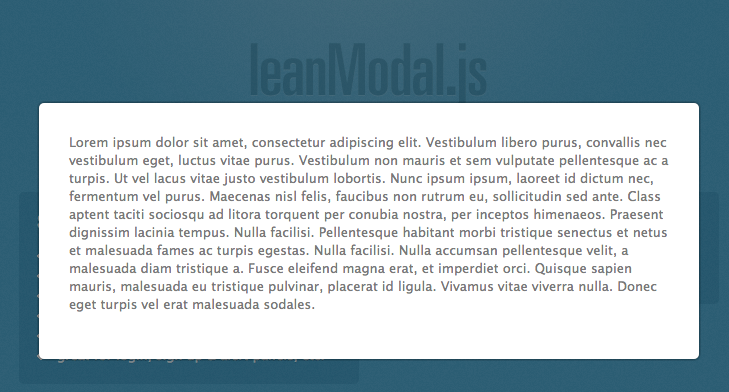 leanModal.js
Lorem ipsum dolor sit amet, consectetur adipiscing elit. Vestibulum libero purus, convallis nec
vestibulum eget, luctus vitae purus. Vestibulum non mauris et sem vulputate pellentesque ac a
turpis. Ut vel lacus vitae justo vestibulum lobortis. Nunc ipsum ipsum, laoreet id dictum nec,
fermentum vel purus. Maecenas nisl felis, faucibus non rutrum eu, sollicitudin sed ante. Class
aptent taciti sociosqu ad litora torquent per conubia nostra, per inceptos himenaeos. Praesent
dignissim lacinia tempus. Nulla facilisi. Pellentesque habitant morbi tristique senectus et netus
et malesuada fames ac turpis egestas. Nulla facilisi. Nulla accumsan pellentesque velit, a
malesuada diam tristique a. Fusce eleifend magna erat, et imperdiet orci. Quisque sapien
mauris, malesuada eu tristique pulvinar, placerat id ligula. Vivamus vitae viverra nulla. Donec
eget turpis vel erat malesuada sodales.